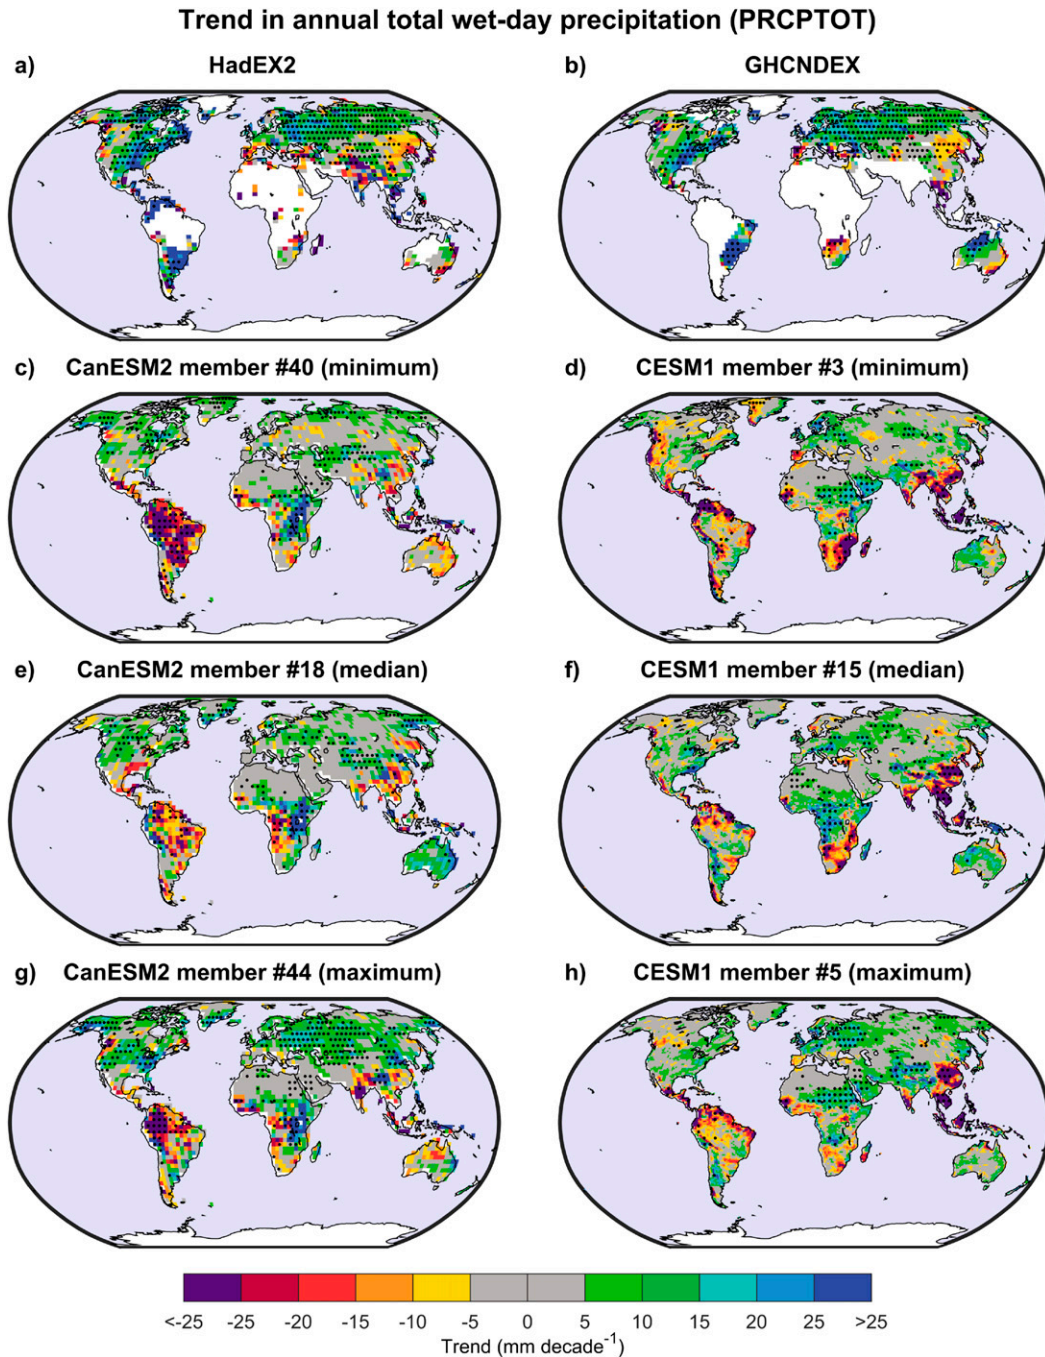 Trend in annual total wet-day precipitation (PRCPTOT)
a) HadEX2
b) GHCNDEX
c) CanESM2 member #40 (minimum)
d) CESM1 member #3 (minimum)
e) CanESM2 member #18 (median)
f) CESM1 member #15 (median)
g) CanESM2 member #44 (maximum)
h) CESM1 member #5 (maximum)
<-25 -25 -20 -15 -10 -5 0 5 10 15 20 25 >25
Trend (mm decade⁻¹)